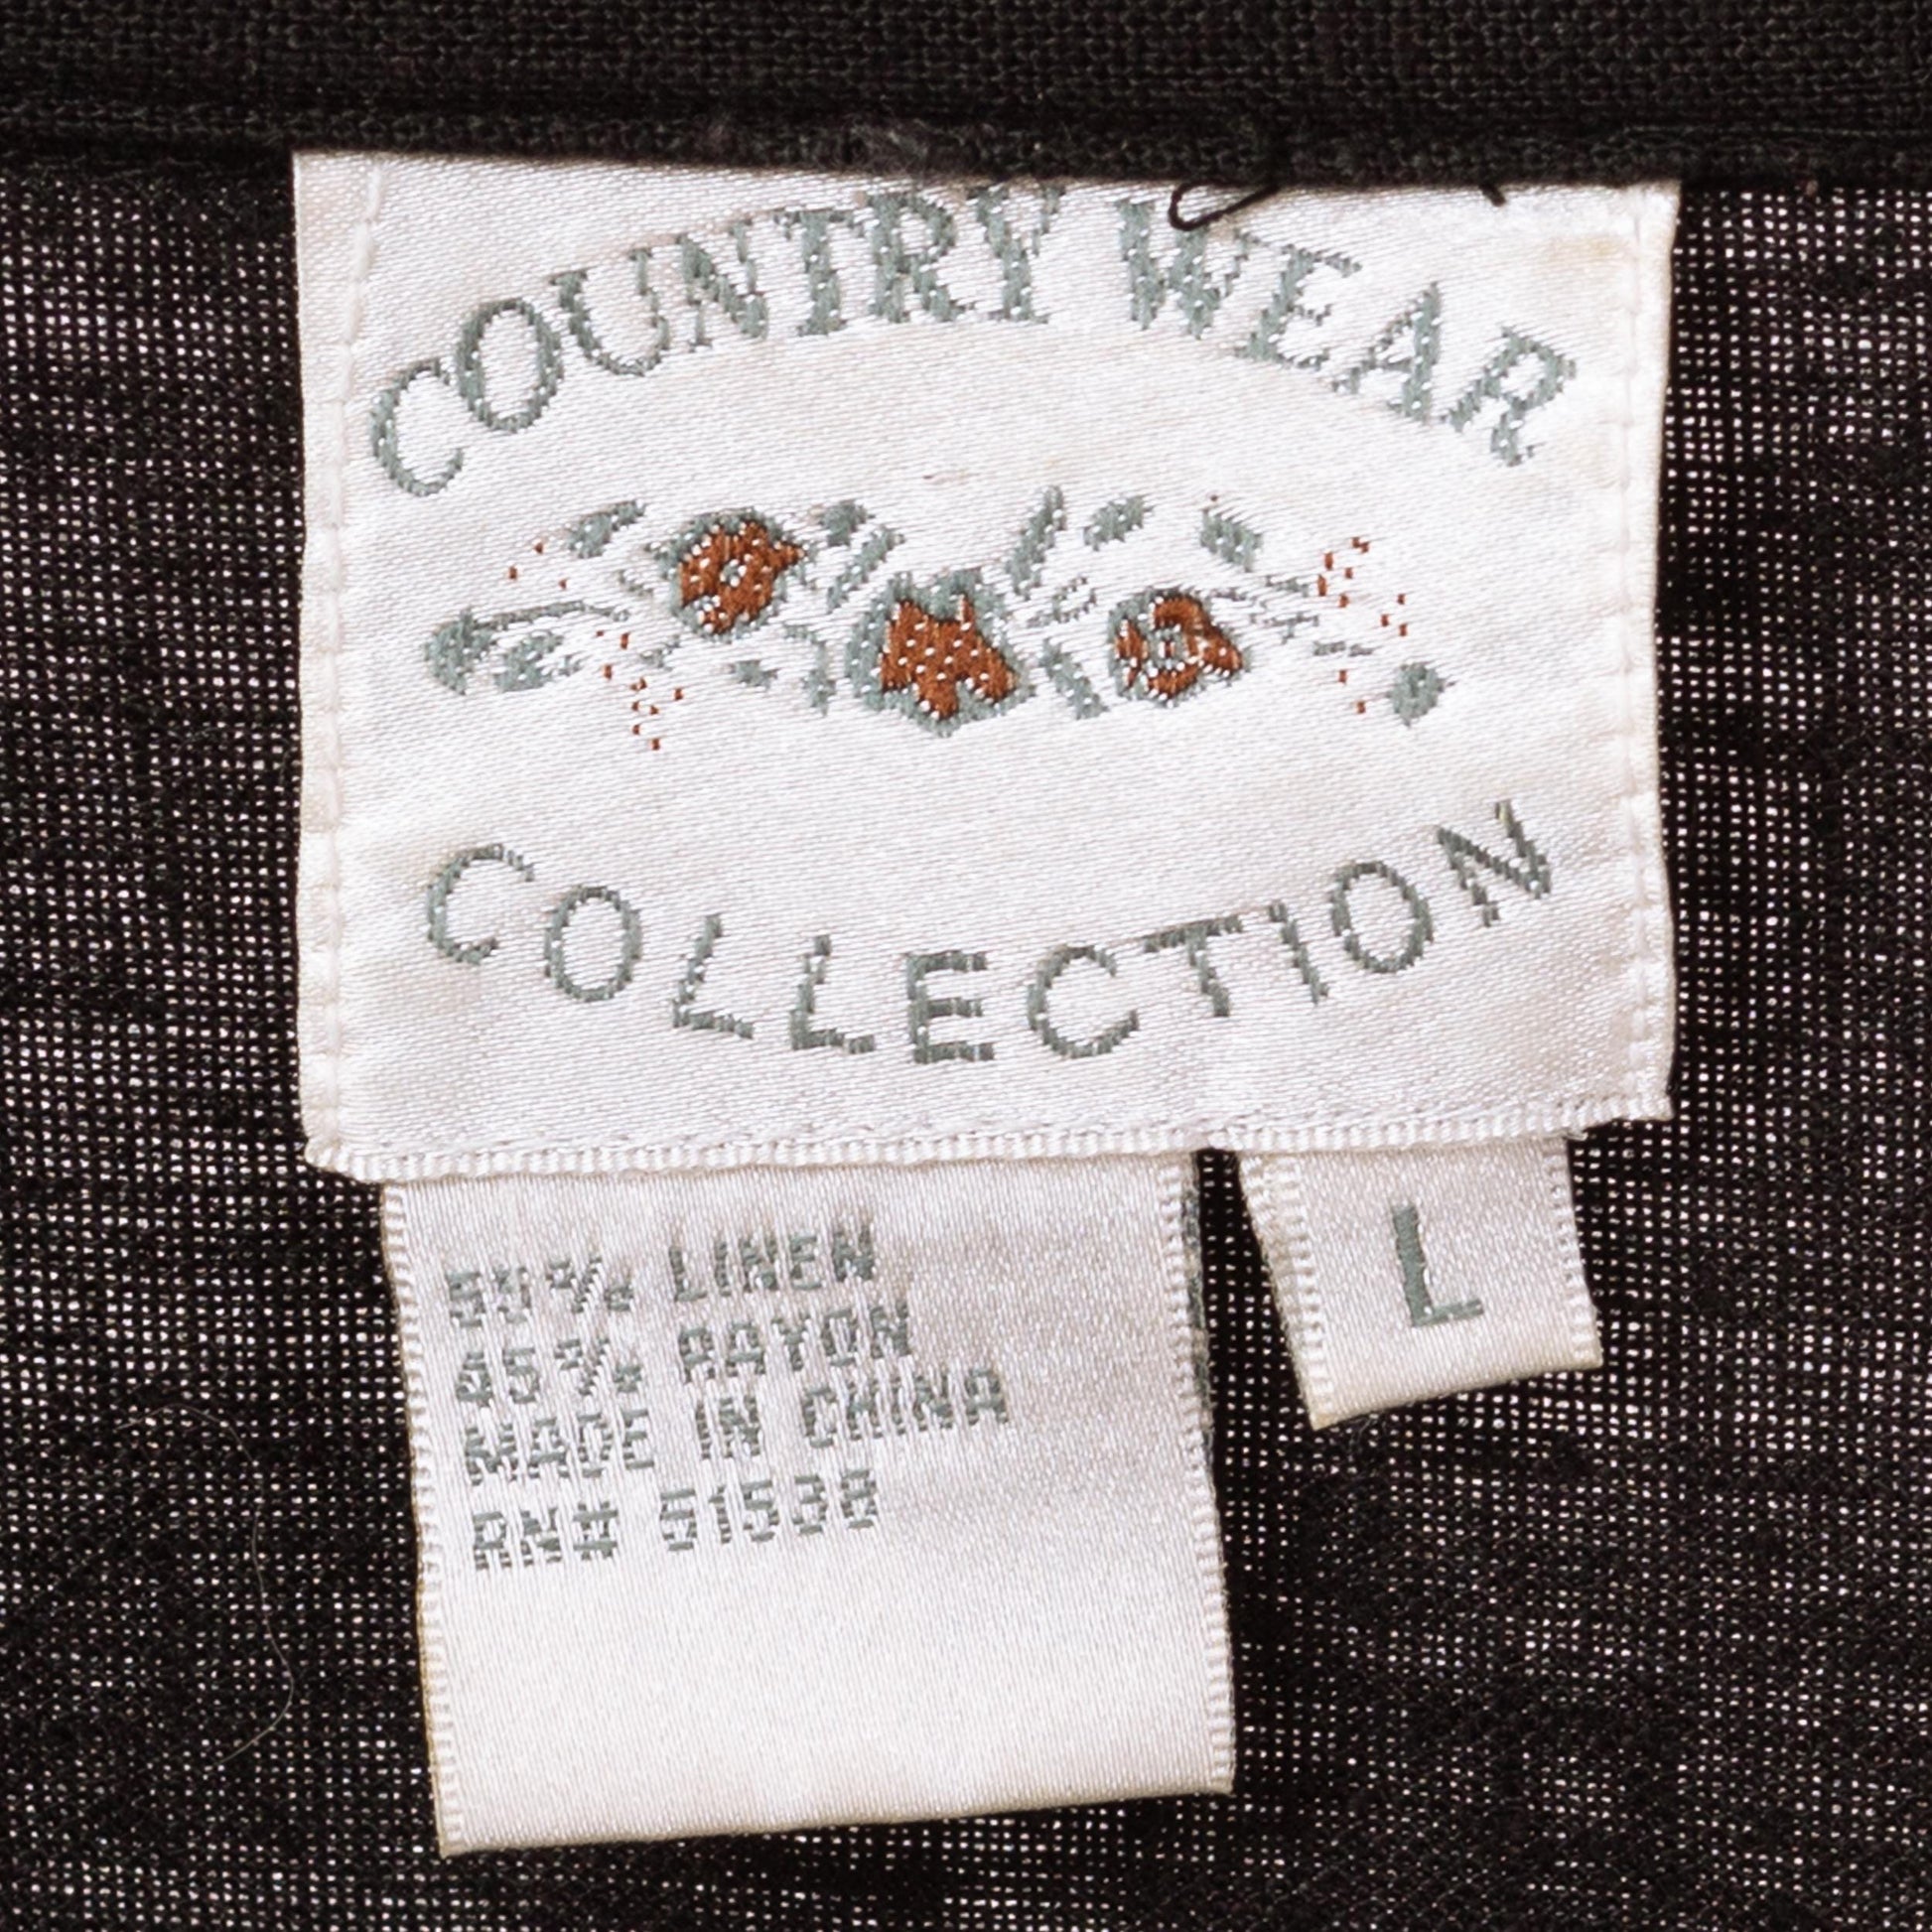 COUNTRY WEAR
COLLECTION
55% LINEN
45% RAYON
MADE IN CHINA
RN# 51538
L